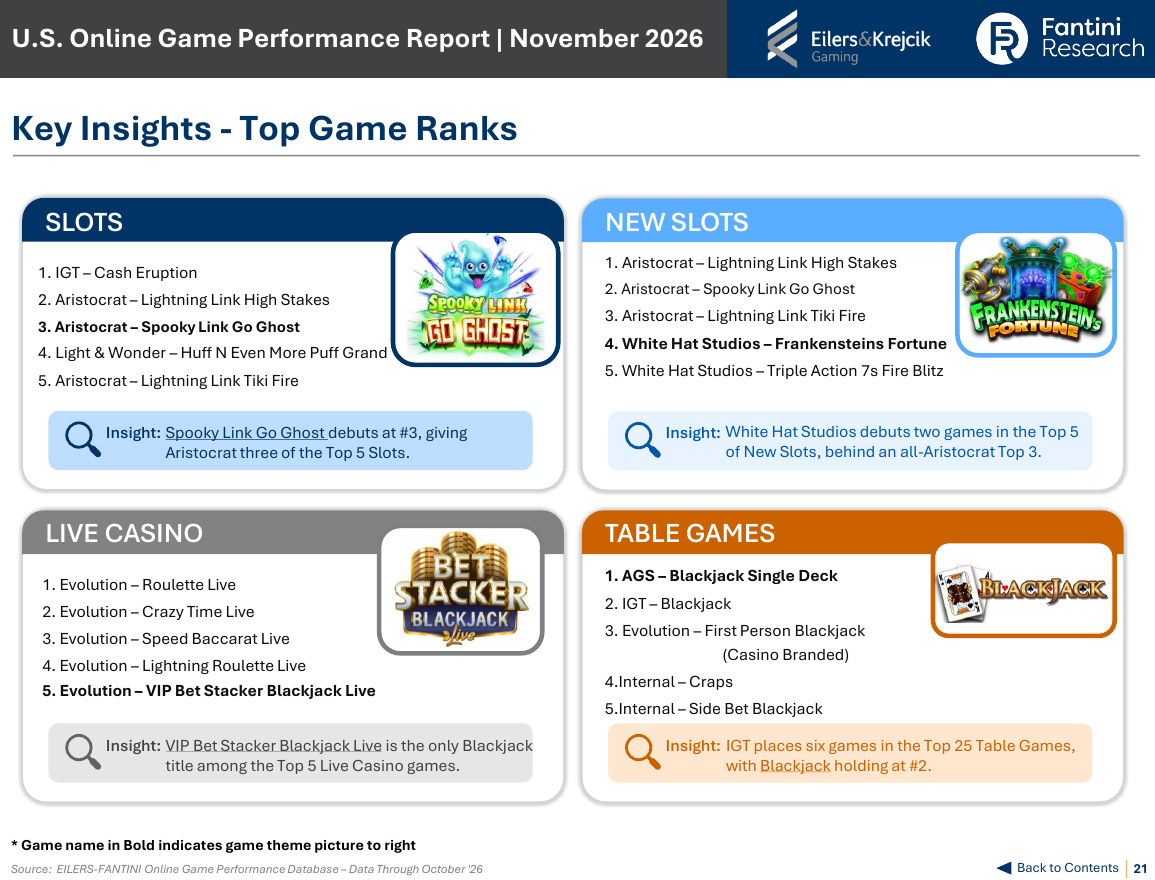 U.S. Online Game Performance Report | November 2026
Eilers&Krejcik
Gaming
Fantini
Research
Key Insights - Top Game Ranks
SLOTS
1. IGT – Cash Eruption
2. Aristocrat – Lightning Link High Stakes
3. Aristocrat – Spooky Link Go Ghost
4. Light & Wonder – Huff N Even More Puff Grand
5. Aristocrat – Lightning Link Tiki Fire
SPOOKY LINK
GO GHOST
Insight: Spooky Link Go Ghost debuts at #3, giving
Aristocrat three of the Top 5 Slots.
NEW SLOTS
1. Aristocrat – Lightning Link High Stakes
2. Aristocrat – Spooky Link Go Ghost
3. Aristocrat – Lightning Link Tiki Fire
4. White Hat Studios – Frankensteins Fortune
5. White Hat Studios – Triple Action 7s Fire Blitz
FRANKENSTEIN's
FORTUNE
Insight: White Hat Studios debuts two games in the Top 5
of New Slots, behind an all-Aristocrat Top 3.
LIVE CASINO
1. Evolution – Roulette Live
2. Evolution – Crazy Time Live
3. Evolution – Speed Baccarat Live
4. Evolution – Lightning Roulette Live
5. Evolution – VIP Bet Stacker Blackjack Live
BET
STACKER
BLACKJACK
Live
Insight: VIP Bet Stacker Blackjack Live is the only Blackjack
title among the Top 5 Live Casino games.
TABLE GAMES
1. AGS – Blackjack Single Deck
2. IGT – Blackjack
3. Evolution – First Person Blackjack
(Casino Branded)
4.Internal – Craps
5.Internal – Side Bet Blackjack
BLACKJACK
Insight: IGT places six games in the Top 25 Table Games,
with Blackjack holding at #2.
* Game name in Bold indicates game theme picture to right
Source: EILERS-FANTINI Online Game Performance Database – Data Through October '26
Back to Contents | 21